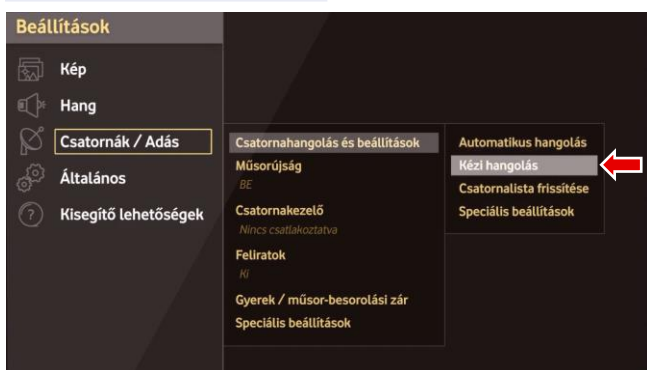 Beállítások
Kép
Hang
Csatornák / Adás
Általános
Kisegítő lehetőségek
Csatornahangolás és beállítások
Műsorújság
BE
Csatornakezelő
Nincs csatlakoztatva
Feliratok
Ki
Gyerek / műsor-besorolási zár
Speciális beállítások
Automatikus hangolás
Kézi hangolás
Csatornalista frissítése
Speciális beállítások